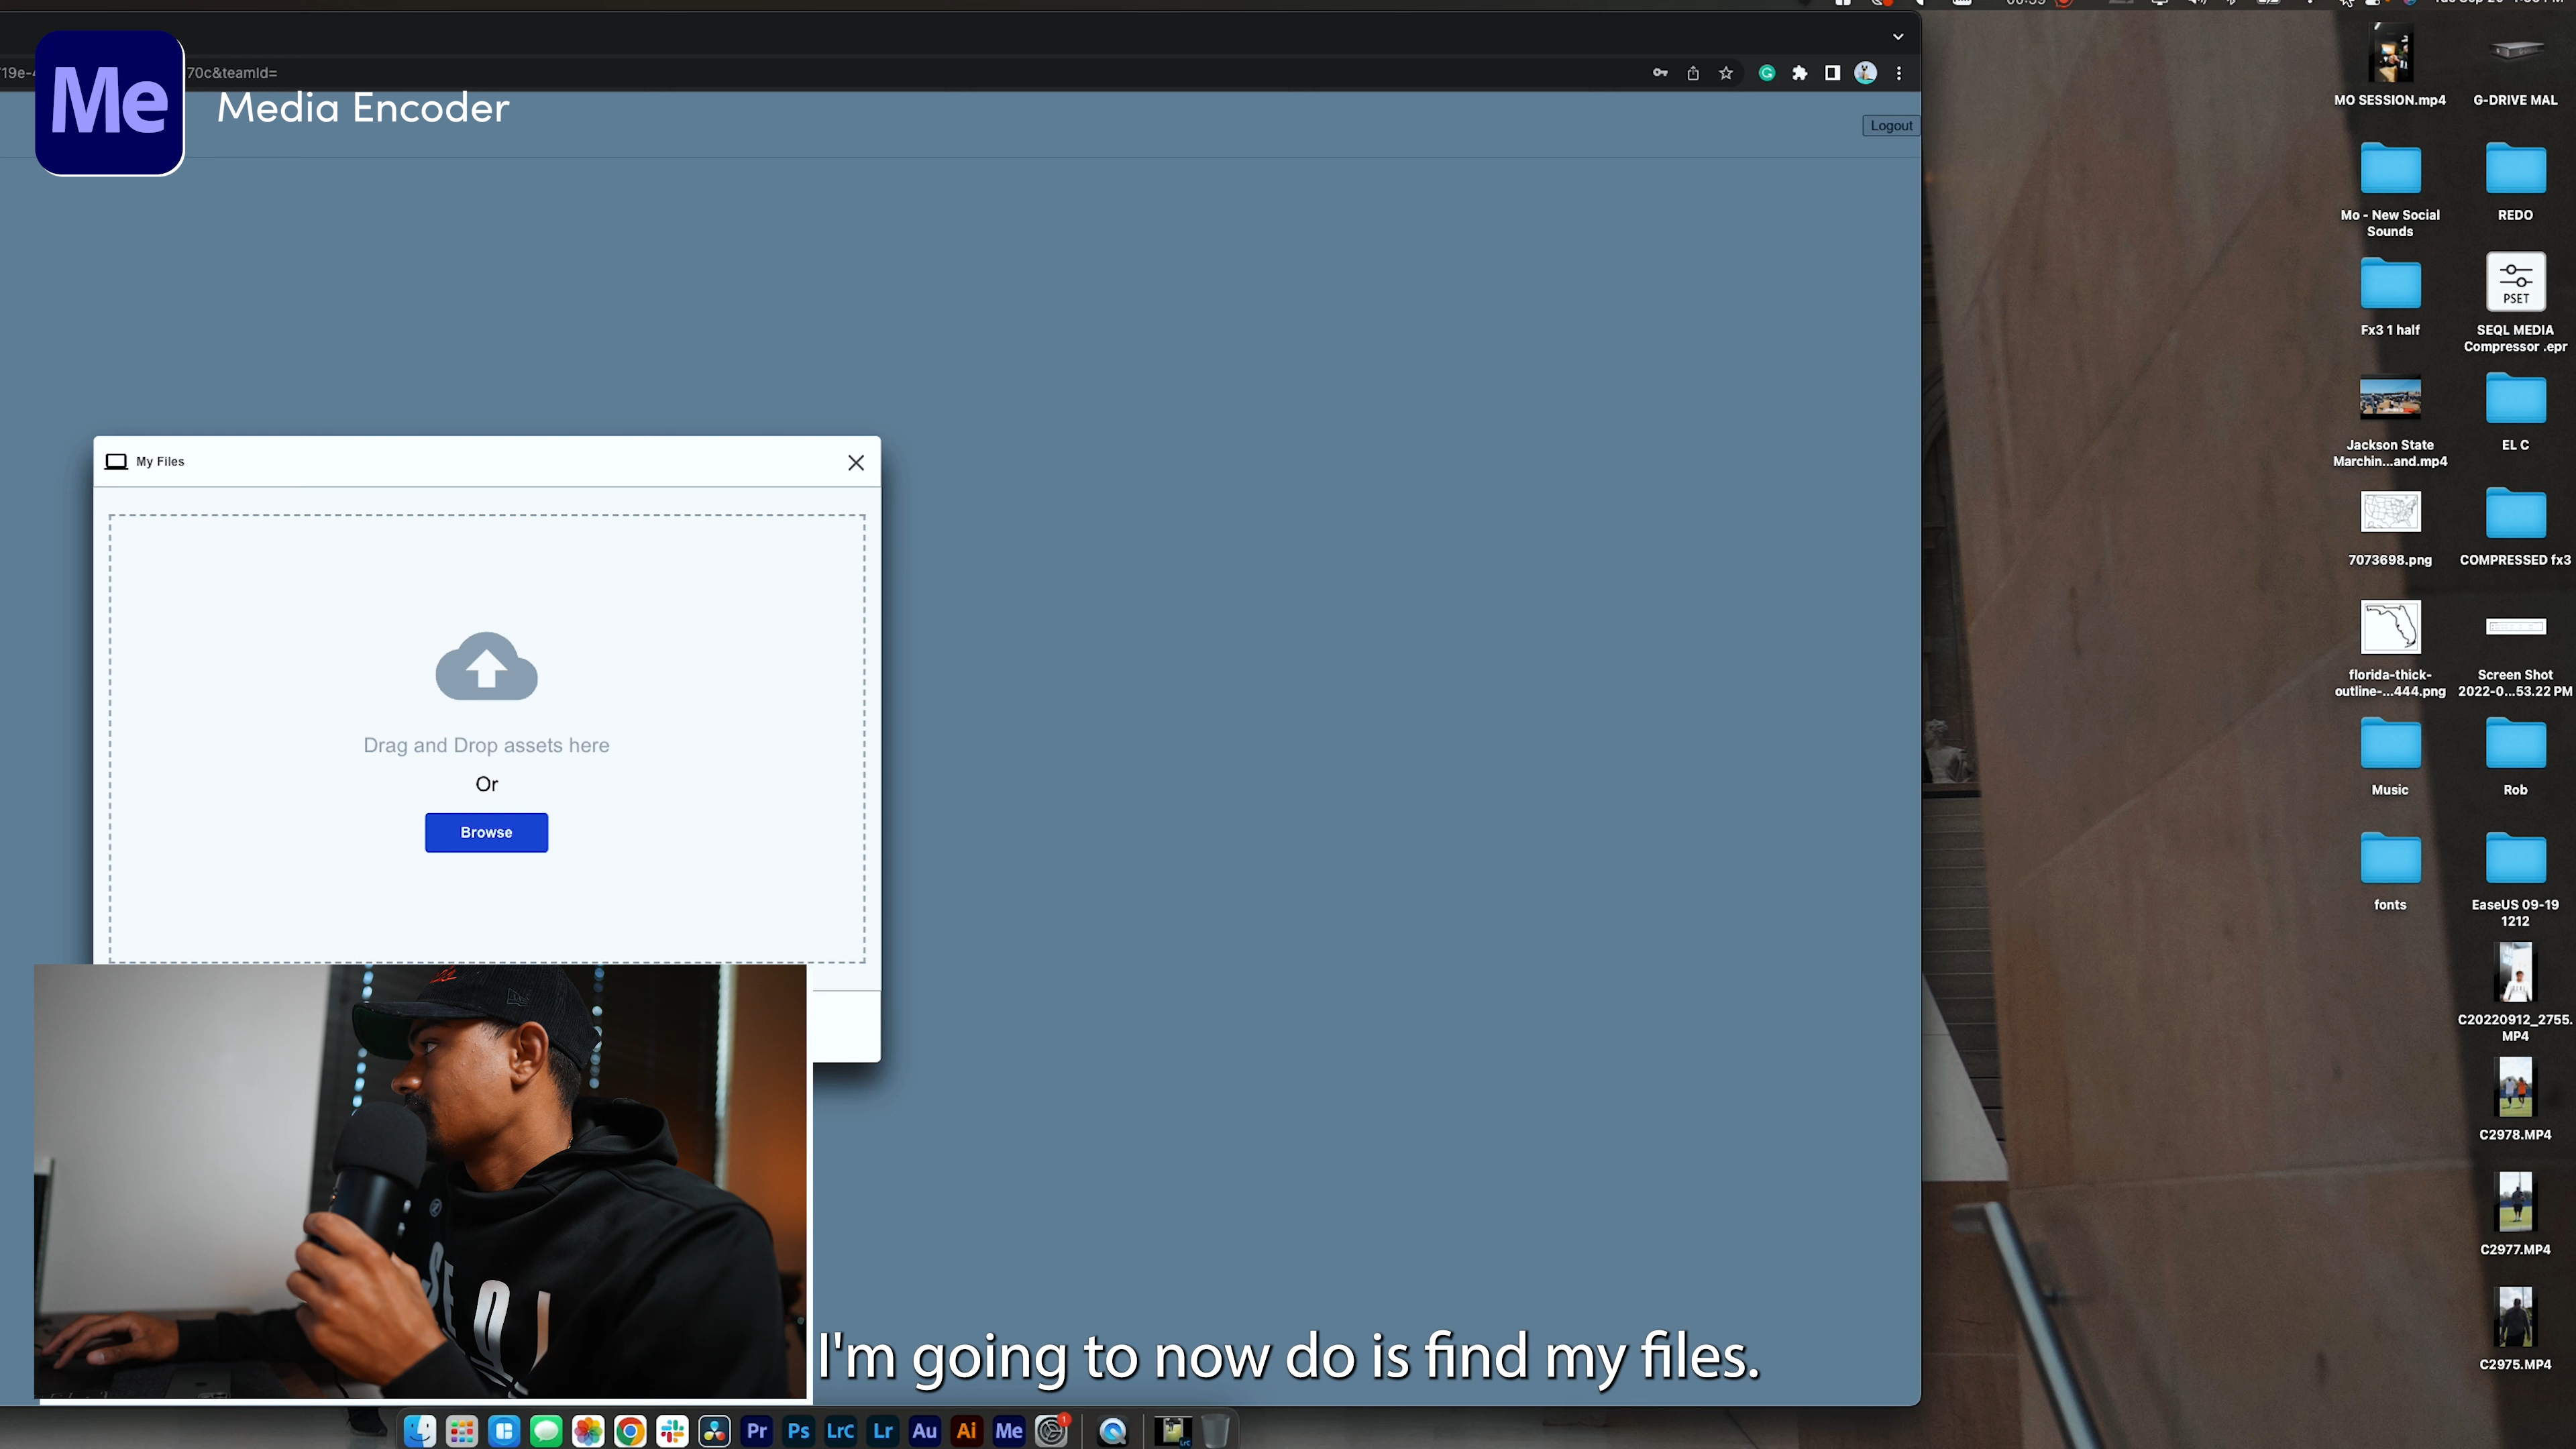 70c&teamId=
Me
Media Encoder
Logout
My Files
Drag and Drop assets here
Or
Browse
I'm going to now do is find my files.
MO SESSION.mp4
G-DRIVE MAL
Mo - New Social
Sounds
REDO
Fx3 1 half
PSET
SEQL MEDIA
Compressor .epr
Jackson State
Marchin...and.mp4
EL C
7073698.png
COMPRESSED fx3
florida-thick-
outline-...444.png
Screen Shot
2022-0...53.22 PM
Music
Rob
fonts
EaseUS 09-19
1212
C20220912_2755.
MP4
C2978.MP4
C2977.MP4
C2975.MP4
Pr
Ps
LrC
Lr
Au
Ai
Me
1